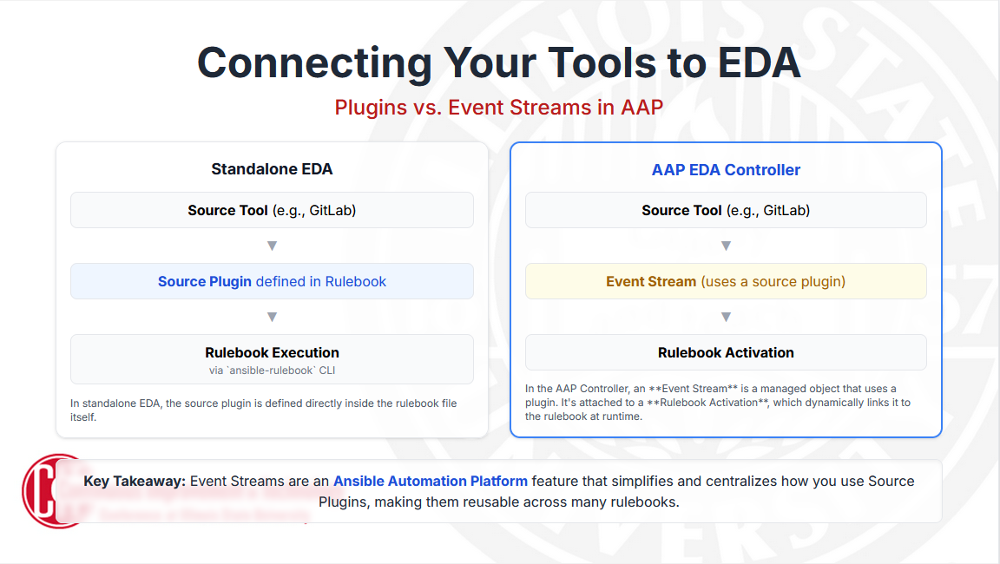 Connecting Your Tools to EDA
Plugins vs. Event Streams in AAP
Standalone EDA
Source Tool (e.g., GitLab)
▼
Source Plugin defined in Rulebook
▼
Rulebook Execution
via `ansible-rulebook` CLI
In standalone EDA, the source plugin is defined directly inside the rulebook file
itself.
AAP EDA Controller
Source Tool (e.g., GitLab)
▼
Event Stream (uses a source plugin)
▼
Rulebook Activation
In the AAP Controller, an **Event Stream** is a managed object that uses a
plugin. It's attached to a **Rulebook Activation**, which dynamically links it to
the rulebook at runtime.
Key Takeaway: Event Streams are an Ansible Automation Platform feature that simplifies and centralizes how you use Source
Plugins, making them reusable across many rulebooks.